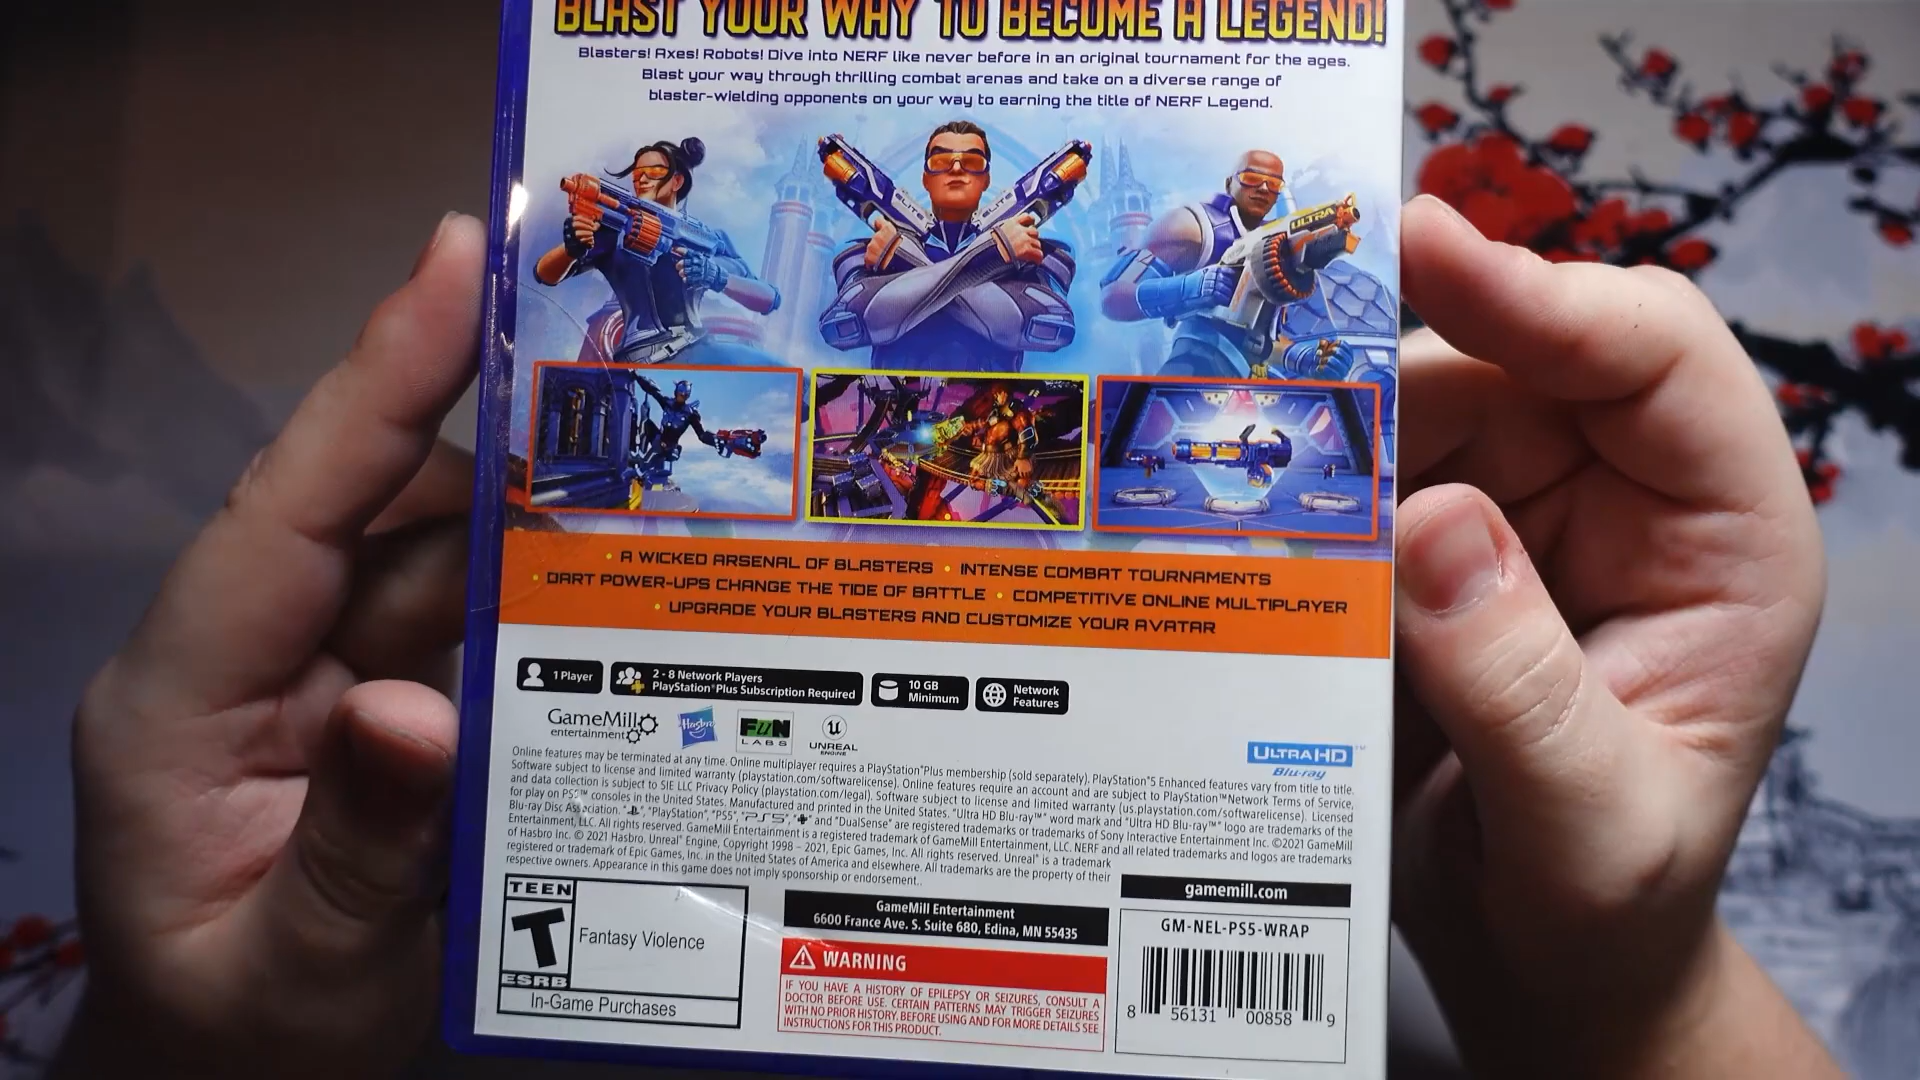 BLAST YOUR WAY TO BECOME A LEGEND!
Blasters! Axes! Robots! Dive into NERF like never before in an original tournament for the ages.
Blast your way through thrilling combat arenas and take on a diverse range of
blaster-wielding opponents on your way to earning the title of NERF Legend.
ELITE
ELITE
ULTRA
• A WICKED ARSENAL OF BLASTERS • INTENSE COMBAT TOURNAMENTS
• DART POWER-UPS CHANGE THE TIDE OF BATTLE • COMPETITIVE ONLINE MULTIPLAYER
• UPGRADE YOUR BLASTERS AND CUSTOMIZE YOUR AVATAR
1 Player
2 - 8 Network Players
PlayStation®Plus Subscription Required
10 GB
Minimum
Network
Features
GameMill
entertainment
Hasbro
FUN
LABS
UNREAL
ENGINE
ULTRA HD
Blu-ray™
Online features may be terminated at any time. Online multiplayer requires a PlayStation®Plus membership (sold separately). PlayStation®5 Enhanced features vary from title to title.
Software subject to license and limited warranty (playstation.com/softwarelicense). Online features require an account and are subject to PlayStation™Network Terms of Service,
and data collection is subject to SIE LLC Privacy Policy (playstation.com/legal). Software subject to license and limited warranty (us.playstation.com/softwarelicense). Licensed
for play on PS5™ consoles in the United States. Manufactured and printed in the United States. "Ultra HD Blu-ray™" word mark and "Ultra HD Blu-ray™" logo are trademarks of the
Blu-ray Disc Association. "PlayStation", "PS5", "PS5", and "DualSense" are registered trademarks or trademarks of Sony Interactive Entertainment Inc. ©2021 GameMill
Entertainment, LLC. All rights reserved. GameMill Entertainment is a registered trademark of GameMill Entertainment, LLC. NERF and all related trademarks and logos are trademarks
of Hasbro Inc. © 2021 Hasbro. Unreal® Engine, Copyright 1998 – 2021, Epic Games, Inc. All rights reserved. Unreal® is a trademark
registered or trademark of Epic Games, Inc. in the United States of America and elsewhere. All trademarks are the property of their
respective owners. Appearance in this game does not imply sponsorship or endorsement..
gamemill.com
TEEN
T
ESRB
Fantasy Violence
In-Game Purchases
GameMill Entertainment
6600 France Ave. S. Suite 680, Edina, MN 55435
WARNING
IF YOU HAVE A HISTORY OF EPILEPSY OR SEIZURES, CONSULT A
DOCTOR BEFORE USE. CERTAIN PATTERNS MAY TRIGGER SEIZURES
WITH NO PRIOR HISTORY. BEFORE USING AND FOR MORE DETAILS SEE
INSTRUCTIONS FOR THIS PRODUCT.
GM-NEL-PS5-WRAP
8 56131 00858 9